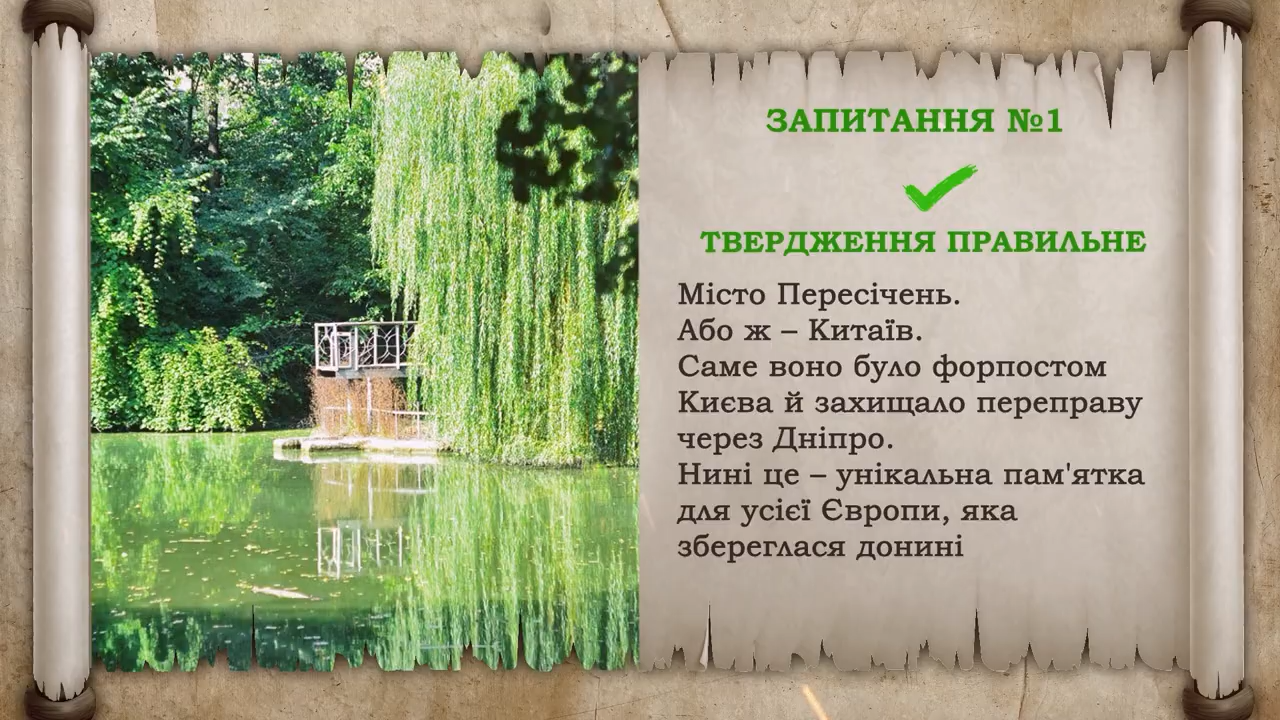 ЗАПИТАННЯ №1
ТВЕРДЖЕННЯ ПРАВИЛЬНЕ
Місто Пересічень.
Або ж – Китаїв.
Саме воно було форпостом
Києва й захищало переправу
через Дніпро.
Нині це – унікальна пам'ятка
для усієї Європи, яка
збереглася донині